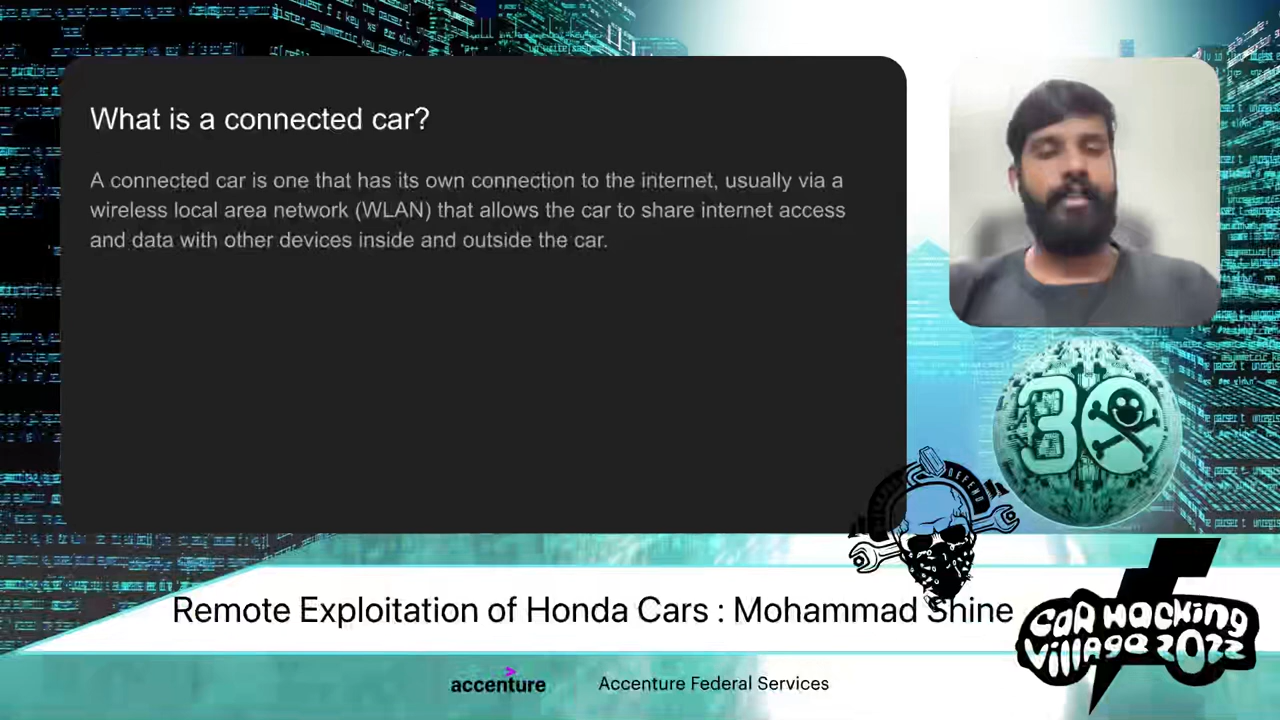 What is a connected car?
A connected car is one that has its own connection to the internet, usually via a
wireless local area network (WLAN) that allows the car to share internet access
and data with other devices inside and outside the car.
30
DEFEND
Remote Exploitation of Honda Cars : Mohammad Shine
CAR HACKING
VILLAGE 2022
accenture
Accenture Federal Services